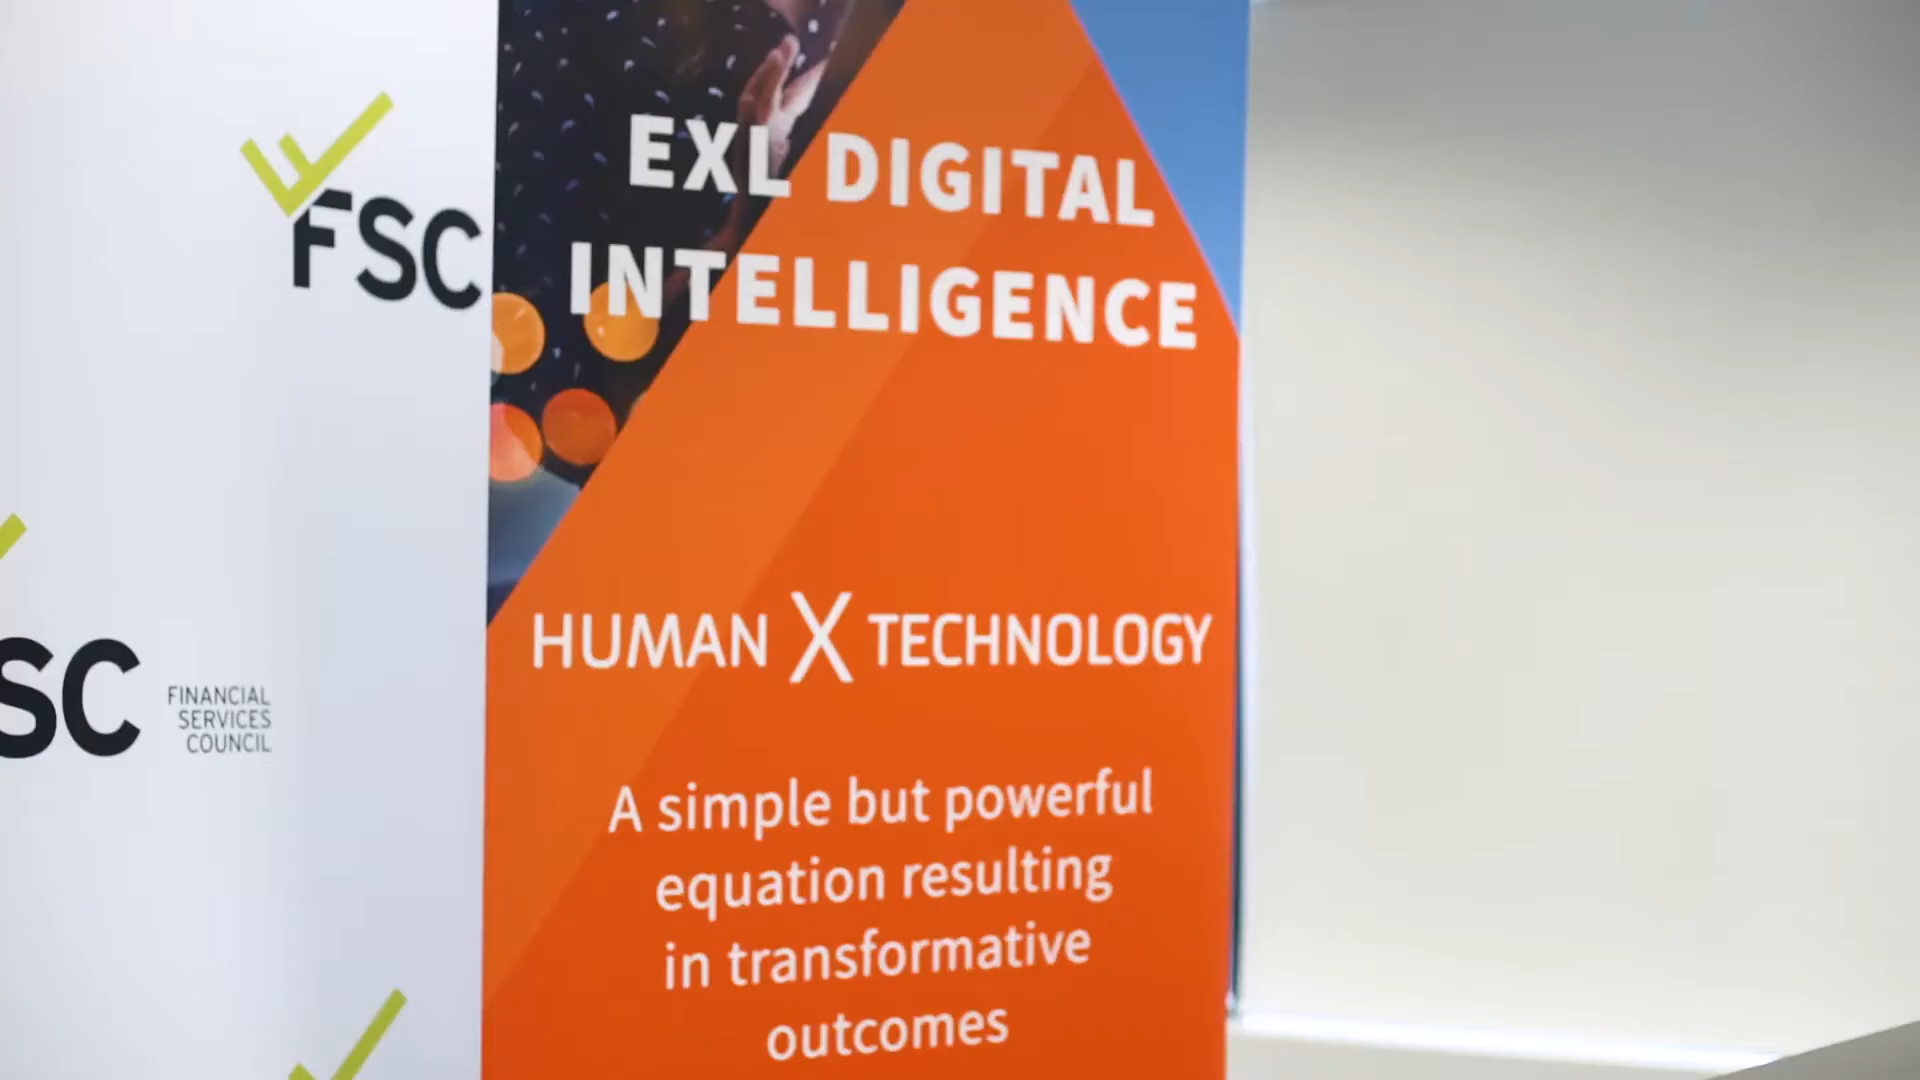 FSC
SC
FINANCIAL
SERVICES
COUNCIL
EXL DIGITAL
INTELLIGENCE
HUMAN X TECHNOLOGY
A simple but powerful
equation resulting
in transformative
outcomes